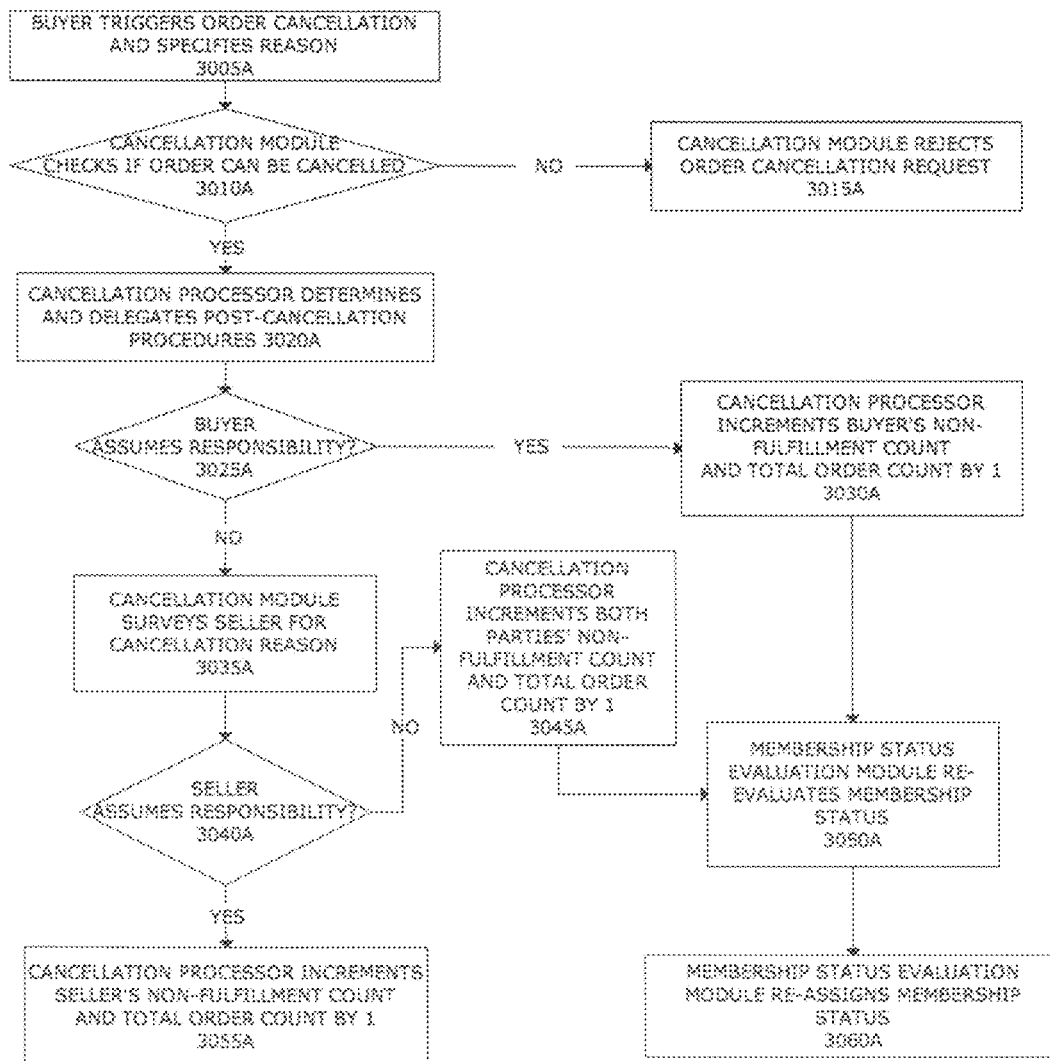 BUYER TRIGGERS ORDER CANCELLATION
AND SPECIFIES REASON
3005A
CANCELLATION MODULE
CHECKS IF ORDER CAN BE CANCELLED
3010A
NO
CANCELLATION MODULE REJECTS
ORDER CANCELLATION REQUEST
3015A
YES
CANCELLATION PROCESSOR DETERMINES
AND DELEGATES POST-CANCELLATION
PROCEDURES 3020A
BUYER
ASSUMES RESPONSIBILITY?
3025A
YES
CANCELLATION PROCESSOR
INCREMENTS BUYER'S NON-
FULFILLMENT COUNT
AND TOTAL ORDER COUNT BY 1
3030A
NO
CANCELLATION MODULE
SURVEYS SELLER FOR
CANCELLATION REASON
3035A
CANCELLATION
PROCESSOR
INCREMENTS BOTH
PARTIES' NON-
FULFILLMENT COUNT
AND TOTAL ORDER
COUNT BY 1
3045A
NO
SELLER
ASSUMES RESPONSIBILITY?
3040A
MEMBERSHIP STATUS
EVALUATION MODULE RE-
EVALUATES MEMBERSHIP
STATUS
3050A
YES
CANCELLATION PROCESSOR INCREMENTS
SELLER'S NON-FULFILLMENT COUNT
AND TOTAL ORDER COUNT BY 1
3055A
MEMBERSHIP STATUS EVALUATION
MODULE RE-ASSIGNS MEMBERSHIP
STATUS
3060A